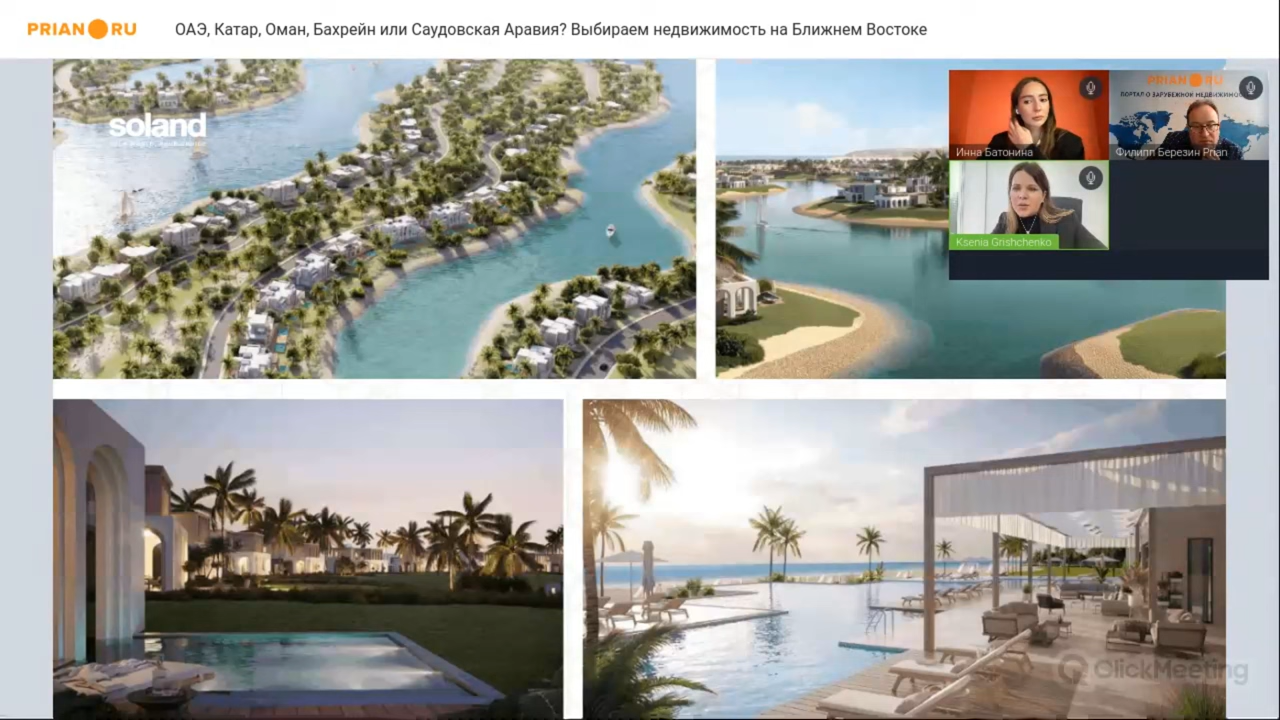 PRIAN RU
ОАЭ, Катар, Оман, Бахрейн или Саудовская Аравия? Выбираем недвижимость на Ближнем Востоке
soland
PRIAN RU
ПОРТАЛ О ЗАРУБЕЖНОЙ НЕДВИЖИМОС
Инна Батонина
Филипп Березин Prian
Ksenia Grishchenko
ClickMeeting